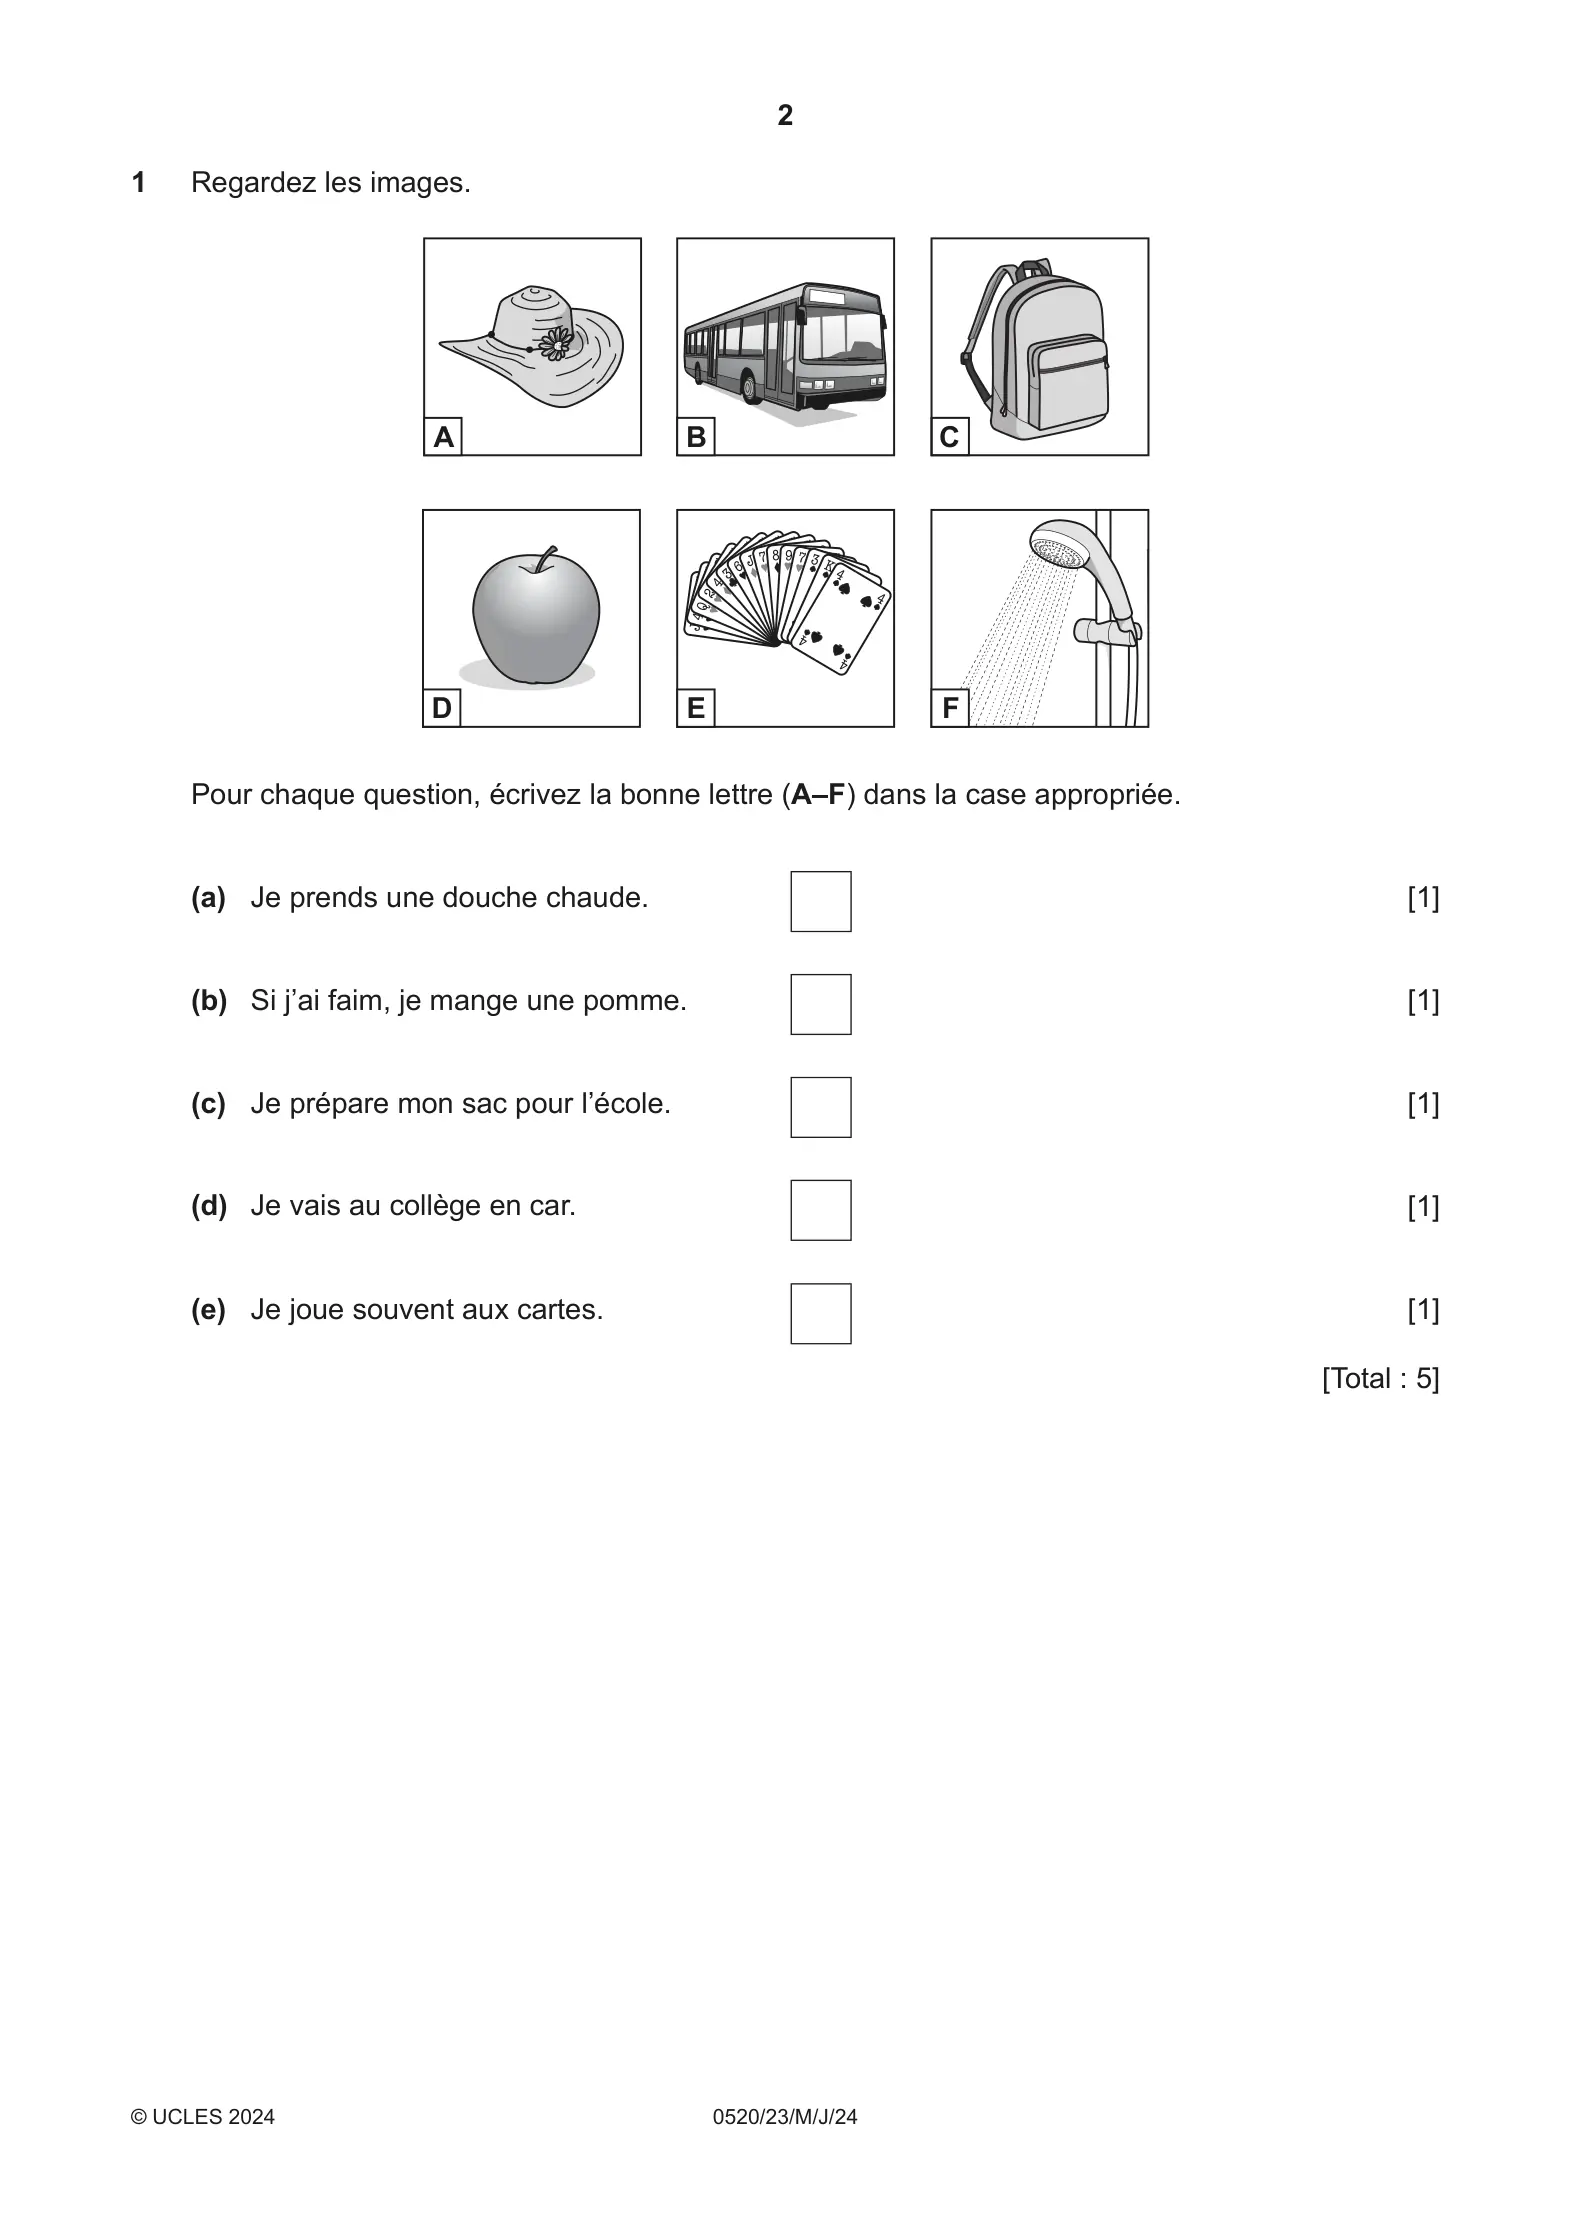 2
1 Regardez les images.
A B C
D E F
Pour chaque question, écrivez la bonne lettre (A–F) dans la case appropriée.
(a) Je prends une douche chaude. [1]
(b) Si j’ai faim, je mange une pomme. [1]
(c) Je prépare mon sac pour l’école. [1]
(d) Je vais au collège en car. [1]
(e) Je joue souvent aux cartes. [1]
[Total : 5]
© UCLES 2024 0520/23/M/J/24